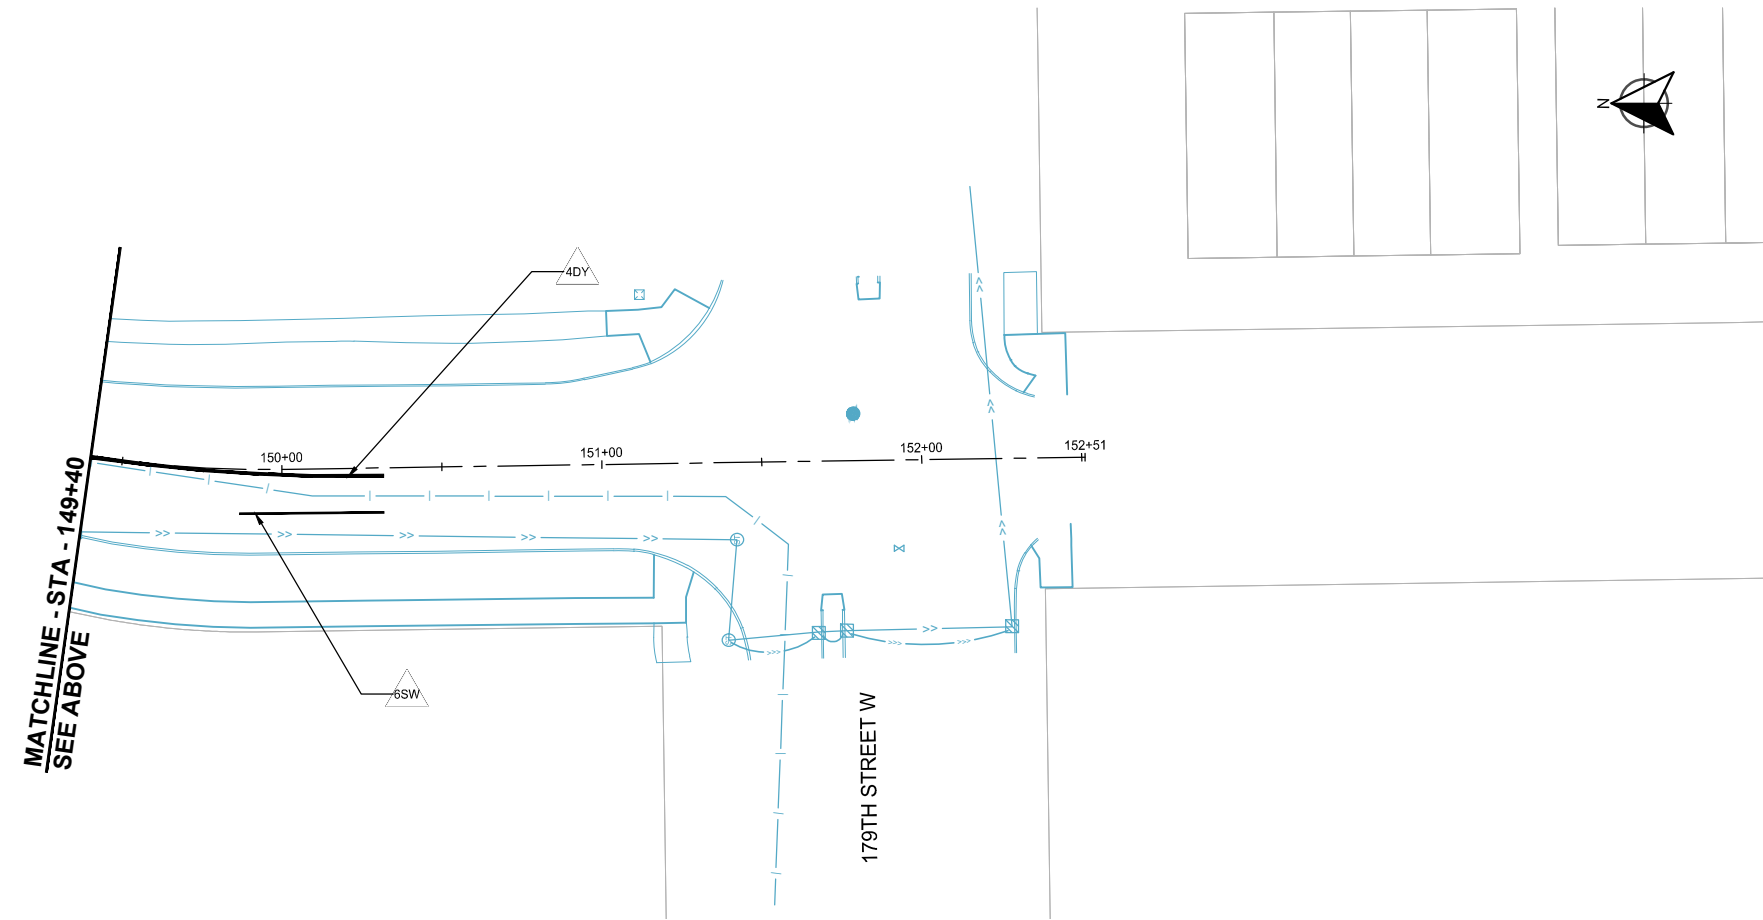 N
4DY
150+00
151+00
152+00
152+51
MATCHLINE - STA - 149+40
SEE ABOVE
6SW
179TH STREET W